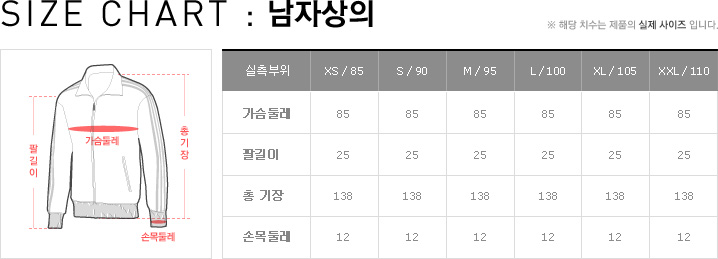 SIZE CHART : 남자상의
※ 해당 치수는 제품의 실제 사이즈 입니다.
팔길이
가슴둘레
총기장
손목둘레
실측부위 XS / 85 S / 90 M / 95 L / 100 XL / 105 XXL / 110
가슴둘레 85 85 85 85 85 85
팔길이 25 25 25 25 25 25
총 기장 138 138 138 138 138 138
손목둘레 12 12 12 12 12 12